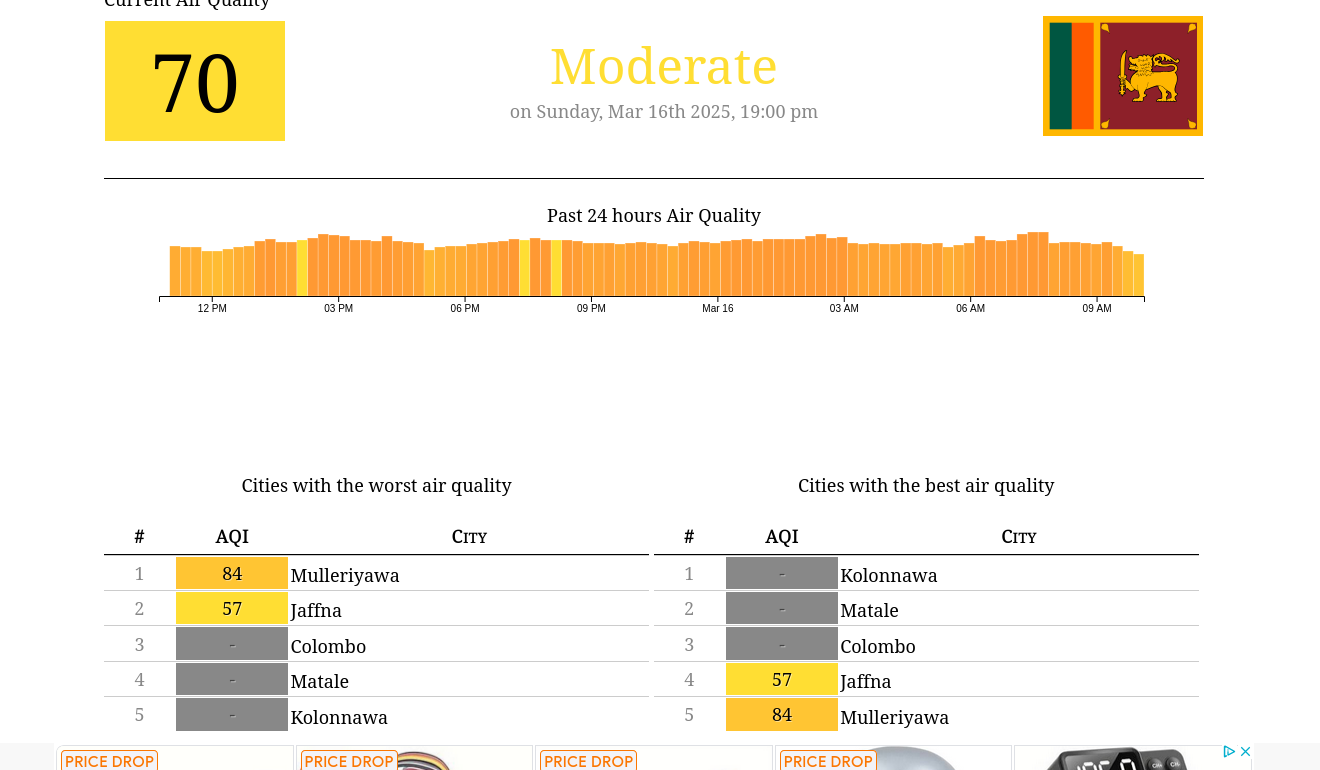 Current Air Quality
70
Moderate
on Sunday, Mar 16th 2025, 19:00 pm
Past 24 hours Air Quality
12 PM 03 PM 06 PM 09 PM Mar 16 03 AM 06 AM 09 AM
Cities with the worst air quality
# AQI City
1 84 Mulleriyawa
2 57 Jaffna
3 - Colombo
4 - Matale
5 - Kolonnawa
Cities with the best air quality
# AQI City
1 - Kolonnawa
2 - Matale
3 - Colombo
4 57 Jaffna
5 84 Mulleriyawa
PRICE DROP PRICE DROP PRICE DROP PRICE DROP